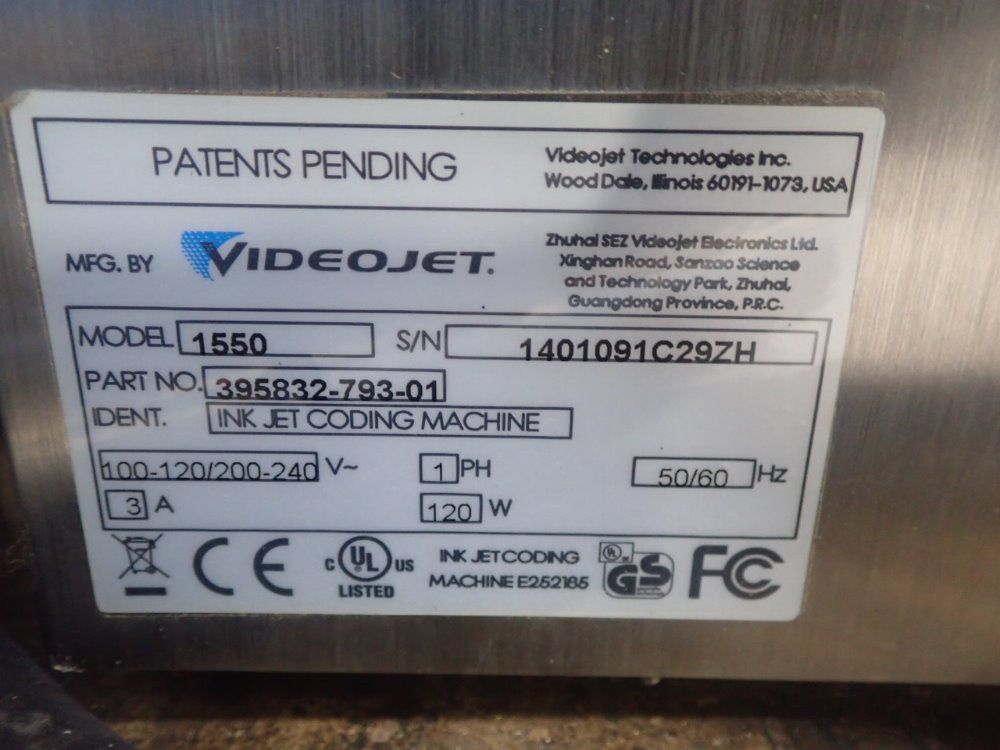 PATENTS PENDING
Videojet Technologies Inc.
Wood Dale, Illinois 60191-1073, USA
MFG. BY VIDEOJET.
Zhuhai SEZ Videojet Electronics Ltd.
Xinghan Road, Sanzao Science
and Technology Park, Zhuhai,
Guangdong Province, P.R.C.
MODEL 1550 S/N 1401091C29ZH
PART NO. 395832-793-01
IDENT. INK JET CODING MACHINE
100-120/200-240 V~ 1 PH 50/60 Hz
3 A 120 W
CE
C UL US
LISTED
INK JET CODING
MACHINE E252185
UL
GS
FC